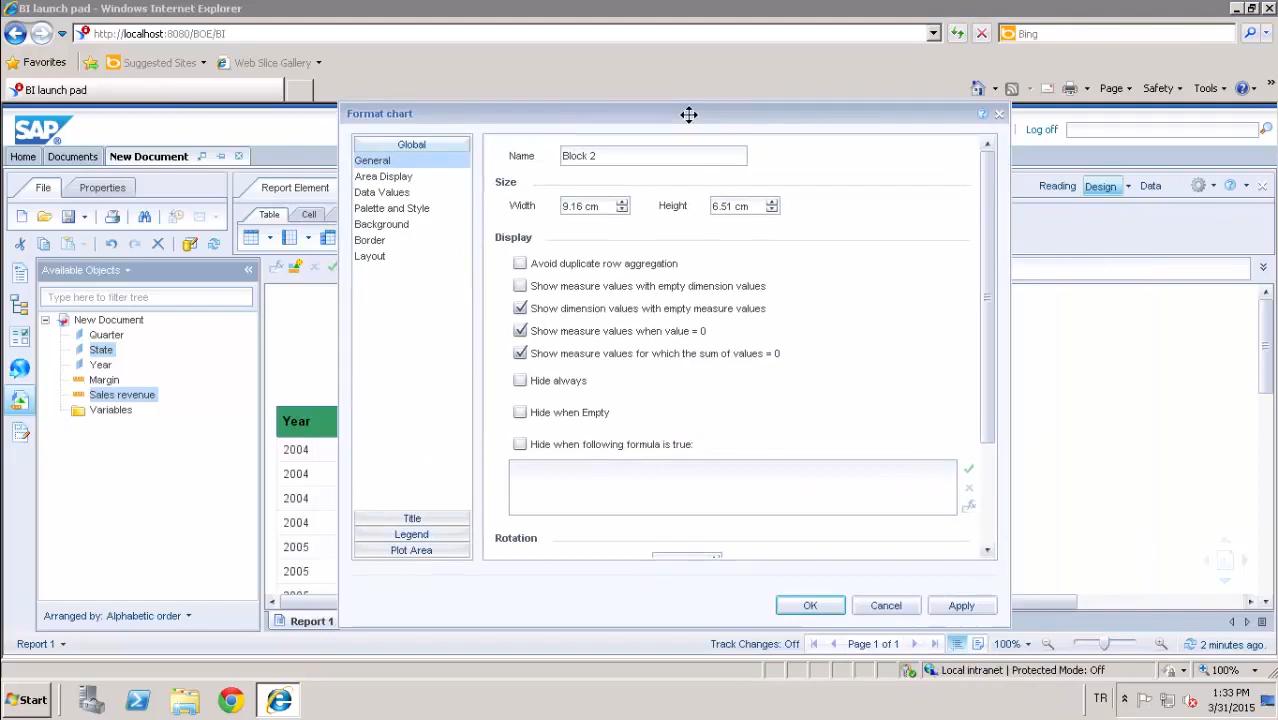 BI launch pad - Windows Internet Explorer
http://localhost:8080/BOE/BI
Bing
Favorites Suggested Sites Web Slice Gallery
BI launch pad
Page Safety Tools
SAP
Format chart
Log off
Home Documents New Document
File Properties
Report Element
Reading Design Data
Table Cell
Available Objects
Type here to filter tree
New Document
Quarter
State
Year
Margin
Sales revenue
Variables
Arranged by: Alphabetic order
Year
2004
2004
2004
2004
2005
2005
Global
General
Area Display
Data Values
Palette and Style
Background
Border
Layout
Title
Legend
Plot Area
Name Block 2
Size
Width 9.16 cm Height 6.51 cm
Display
Avoid duplicate row aggregation
Show measure values with empty dimension values
Show dimension values with empty measure values
Show measure values when value = 0
Show measure values for which the sum of values = 0
Hide always
Hide when Empty
Hide when following formula is true:
Rotation
OK Cancel Apply
Report 1
Report 1 Track Changes: Off Page 1 of 1 100% 2 minutes ago
Local intranet | Protected Mode: Off 100%
Start TR 1:33 PM
3/31/2015